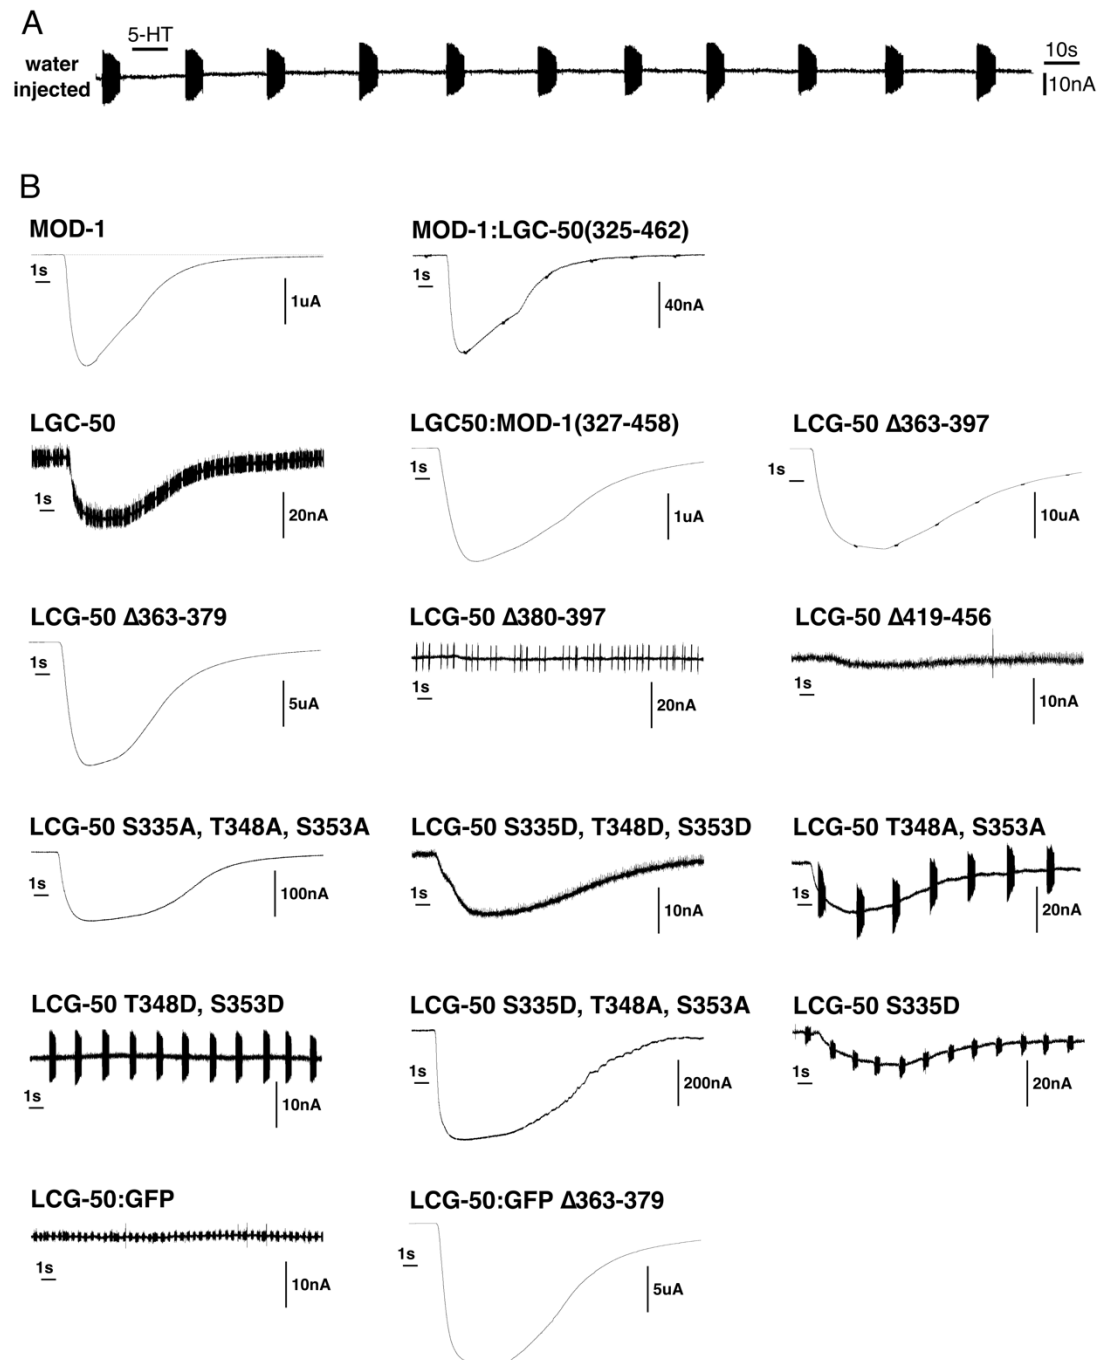 A
5-HT
water
injected
10s
10nA
B
MOD-1
1s
1uA
MOD-1:LGC-50(325-462)
1s
40nA
LGC-50
1s
20nA
LGC50:MOD-1(327-458)
1s
1uA
LCG-50 Δ363-397
1s
10uA
LCG-50 Δ363-379
1s
5uA
LCG-50 Δ380-397
1s
20nA
LCG-50 Δ419-456
1s
10nA
LCG-50 S335A, T348A, S353A
1s
100nA
LCG-50 S335D, T348D, S353D
1s
10nA
LCG-50 T348A, S353A
1s
20nA
LCG-50 T348D, S353D
1s
10nA
LCG-50 S335D, T348A, S353A
1s
200nA
LCG-50 S335D
1s
20nA
LCG-50:GFP
1s
10nA
LCG-50:GFP Δ363-379
1s
5uA